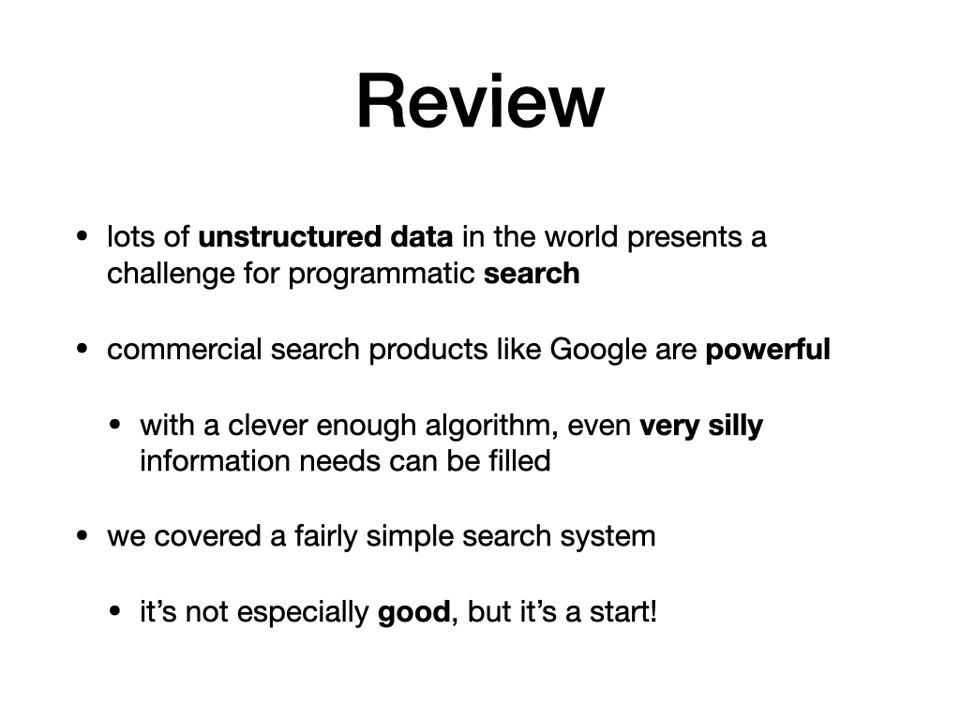 Review
• lots of unstructured data in the world presents a
challenge for programmatic search
• commercial search products like Google are powerful
• with a clever enough algorithm, even very silly
information needs can be filled
• we covered a fairly simple search system
• it’s not especially good, but it’s a start!